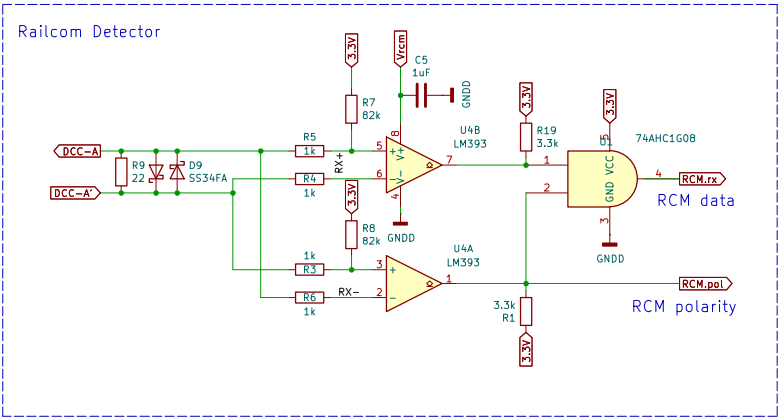 Railcom Detector
3.3V
Vrcm
C5
1uF
GNDD
R7
82k
3.3V
3.3V
8
U4B
LM393
R19
3.3k
5
74AHC1G08
DCC-A
R5
1k
5
+
V+
7
1
VCC
R9
22
D9
SS34FA
RX+
4
RCM.rx
R4
1k
6
-
V-
2
GND
RCM data
DCC-A'
3.3V
4
GNDD
3
R8
82k
GNDD
U4A
LM393
1k
R3
3
+
1
RCM.pol
R6
1k
RX-
2
-
3.3k
R1
RCM polarity
3.3V